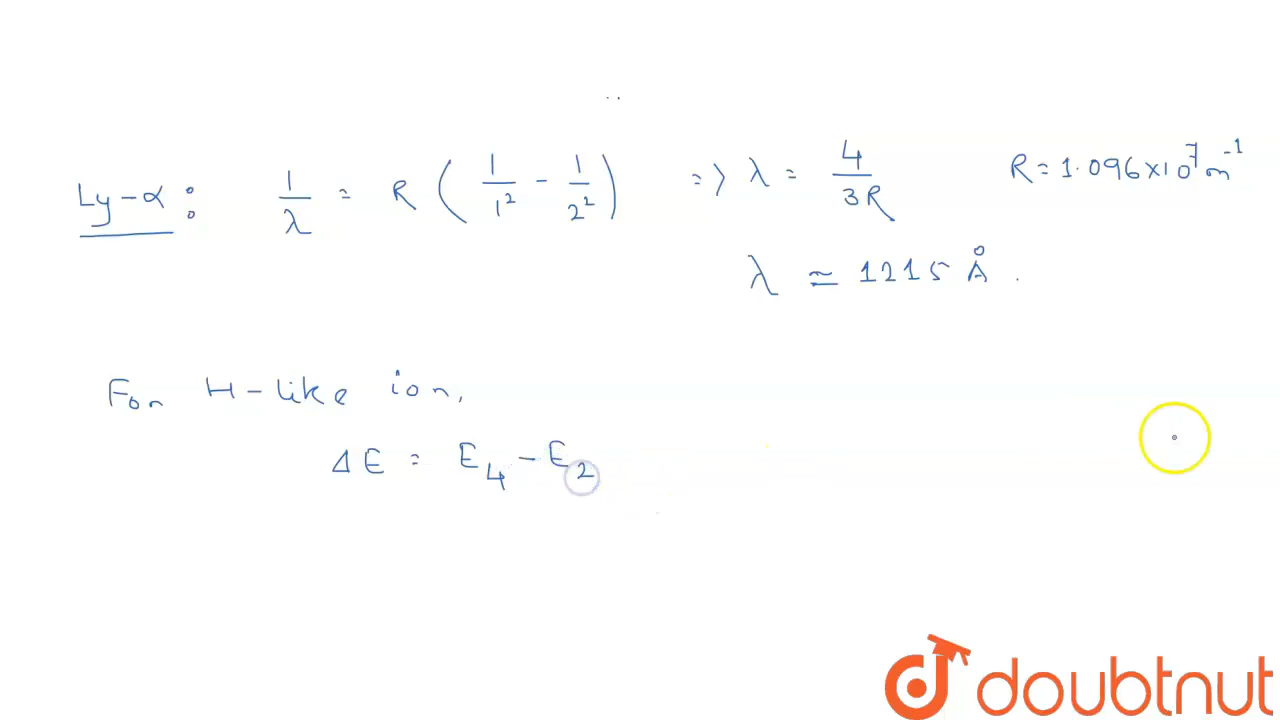 Ly-α : 1/λ = R ( 1/1² - 1/2² ) => λ = 4/3R R = 1.096×10⁷ m⁻¹
λ ≃ 1215 Å .
For H-like ion,
ΔE = E₄ - E₂
doubtnut